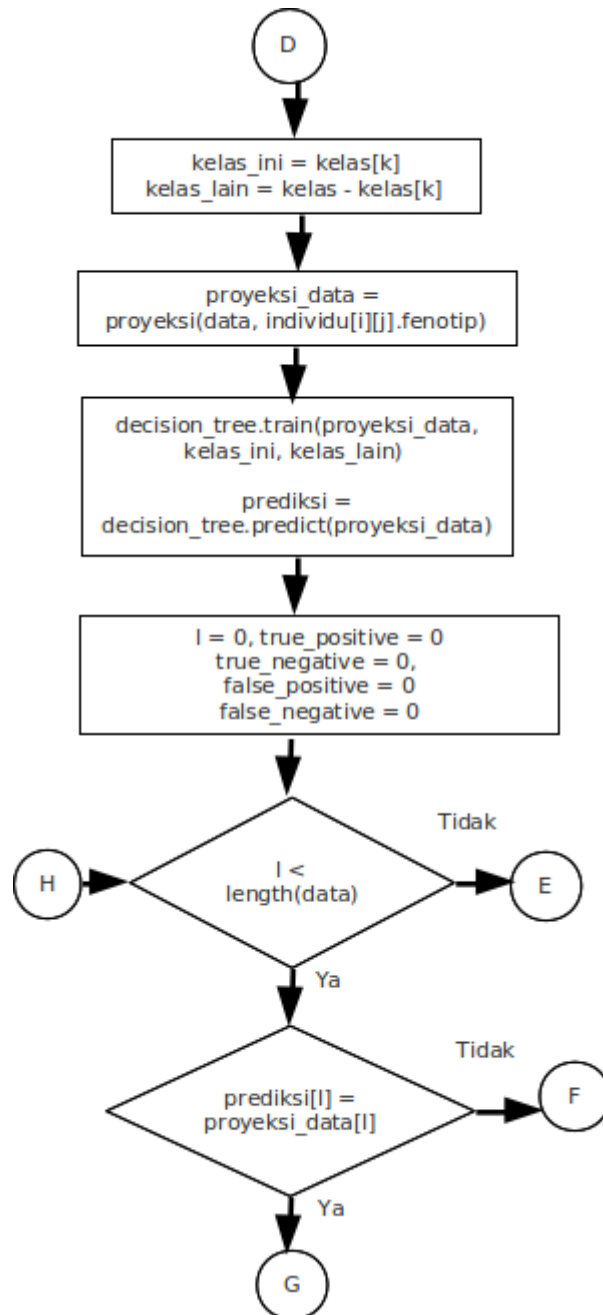 D
kelas_ini = kelas[k]
kelas_lain = kelas - kelas[k]
proyeksi_data =
proyeksi(data, individu[i][j].fenotip)
decision_tree.train(proyeksi_data,
kelas_ini, kelas_lain)
prediksi =
decision_tree.predict(proyeksi_data)
l = 0, true_positive = 0
true_negative = 0,
false_positive = 0
false_negative = 0
Tidak
H
l <
length(data)
E
Ya
Tidak
prediksi[l] =
proyeksi_data[l]
F
Ya
G